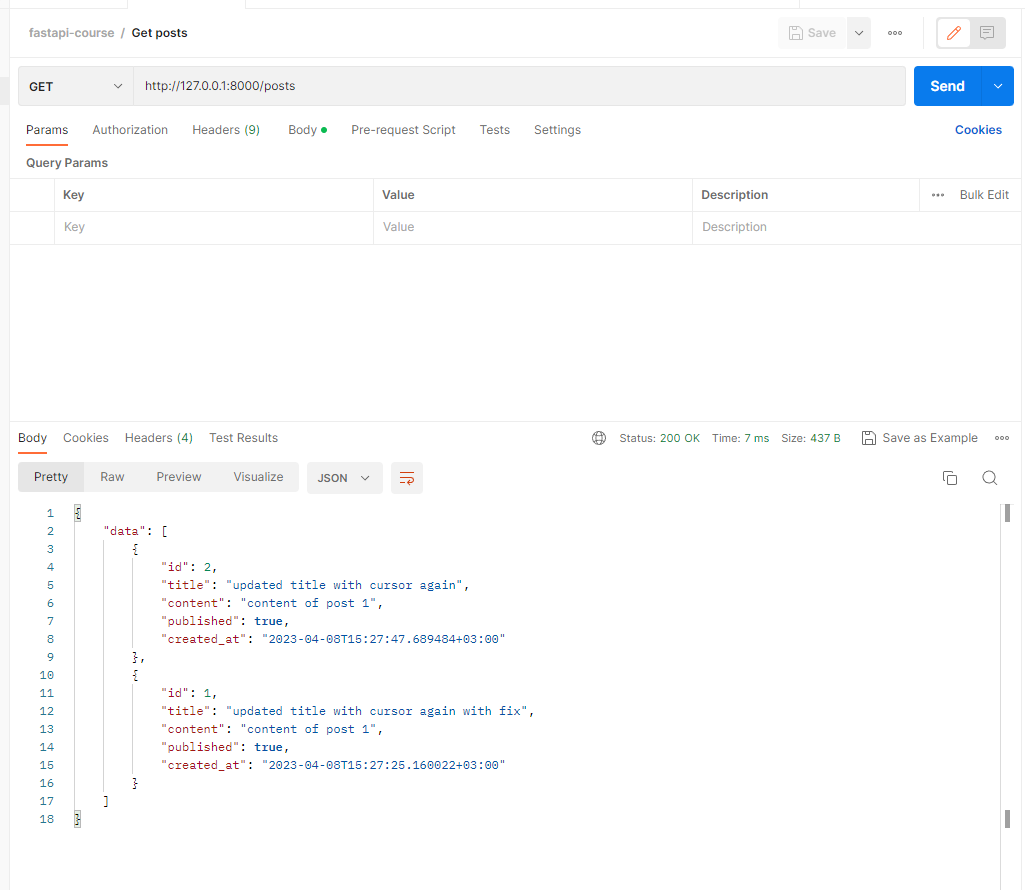 fastapi-course / Get posts Save
GET http://127.0.0.1:8000/posts Send
Params Authorization Headers (9) Body Pre-request Script Tests Settings Cookies
Query Params
Key Value Description Bulk Edit
Key Value Description
Body Cookies Headers (4) Test Results Status: 200 OK Time: 7 ms Size: 437 B Save as Example
Pretty Raw Preview Visualize JSON
1 {
2 "data": [
3 {
4 "id": 2,
5 "title": "updated title with cursor again",
6 "content": "content of post 1",
7 "published": true,
8 "created_at": "2023-04-08T15:27:47.689484+03:00"
9 },
10 {
11 "id": 1,
12 "title": "updated title with cursor again with fix",
13 "content": "content of post 1",
14 "published": true,
15 "created_at": "2023-04-08T15:27:25.160022+03:00"
16 }
17 ]
18 }